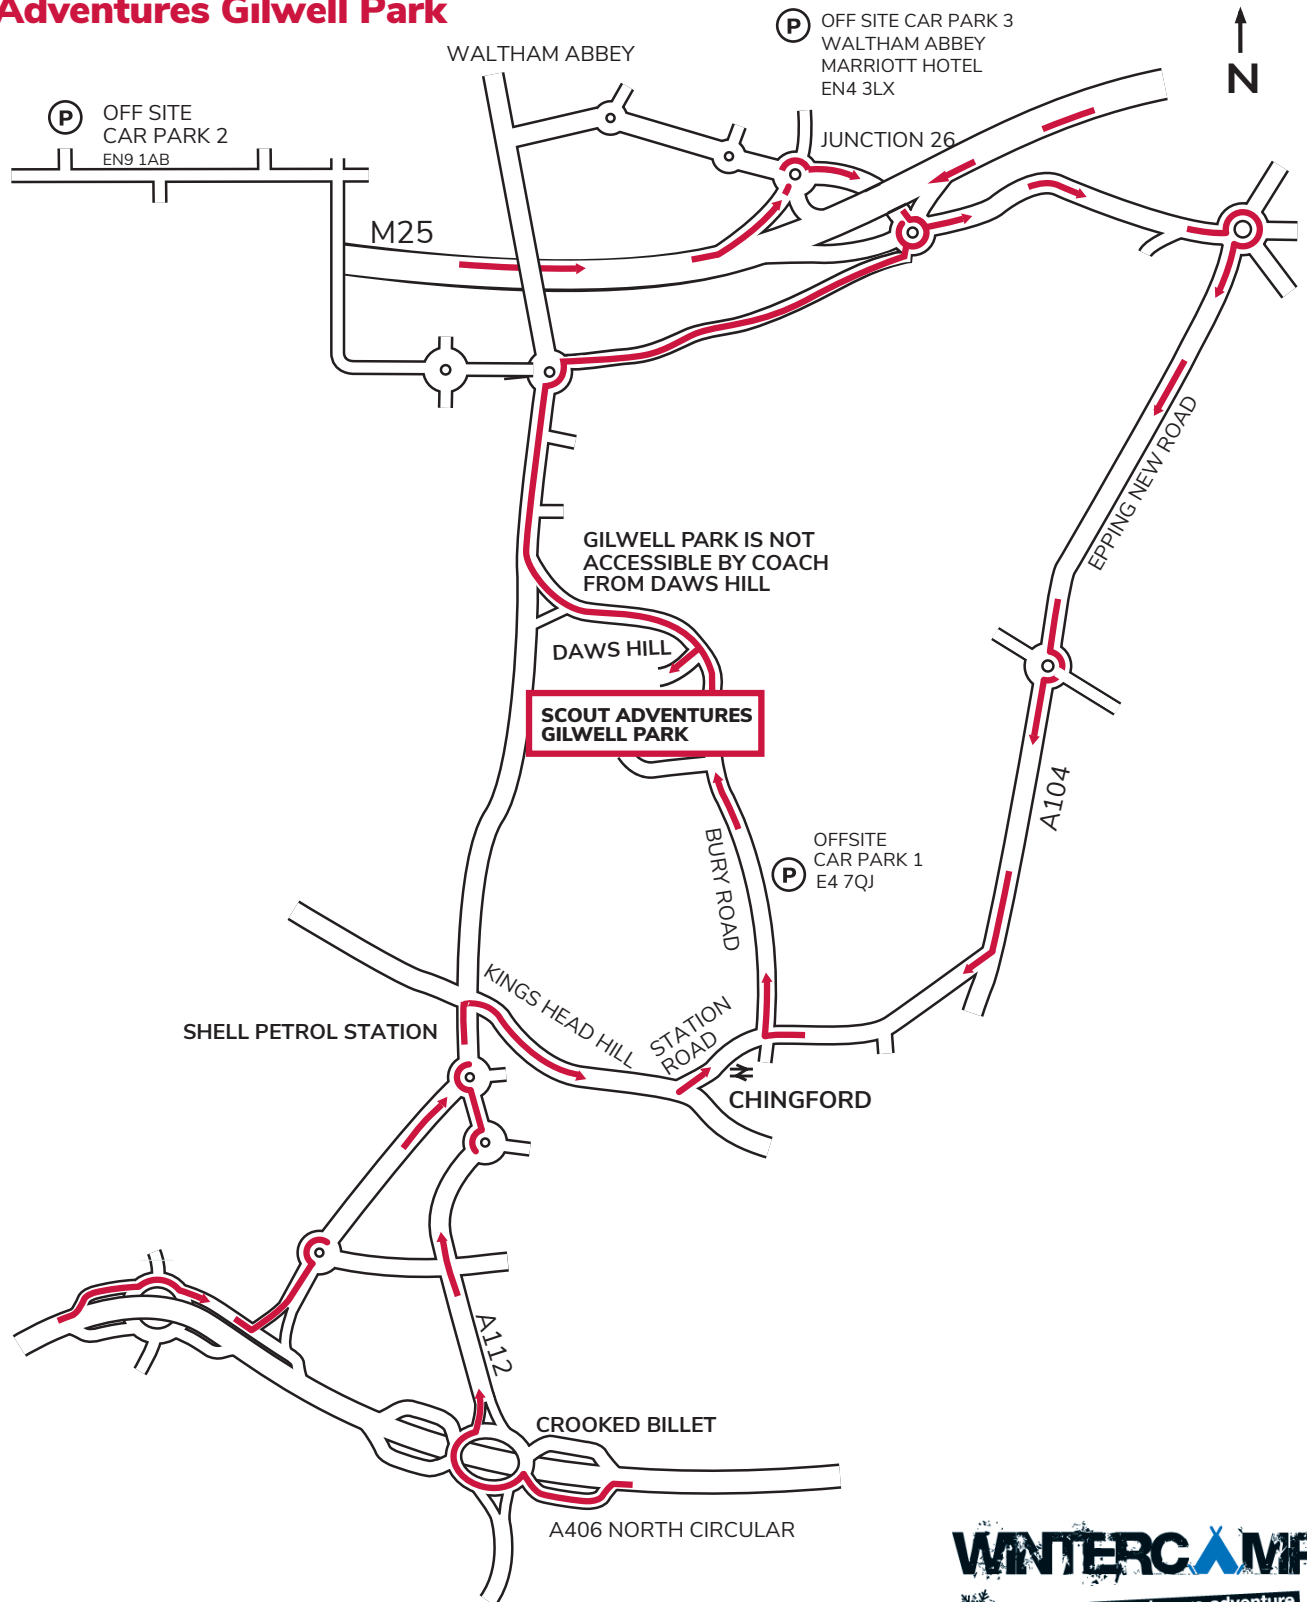 Adventures Gilwell Park
WALTHAM ABBEY
P
OFF SITE CAR PARK 3
WALTHAM ABBEY
MARRIOTT HOTEL
EN4 3LX
N
P
OFF SITE
CAR PARK 2
EN9 1AB
JUNCTION 26
M25
EPPING NEW ROAD
GILWELL PARK IS NOT
ACCESSIBLE BY COACH
FROM DAWS HILL
DAWS HILL
SCOUT ADVENTURES
GILWELL PARK
A104
BURY ROAD
P
OFFSITE
CAR PARK 1
E4 7QJ
KINGS HEAD HILL
STATION
ROAD
SHELL PETROL STATION
CHINGFORD
A112
CROOKED BILLET
A406 NORTH CIRCULAR
WINTERCAMP
adventure